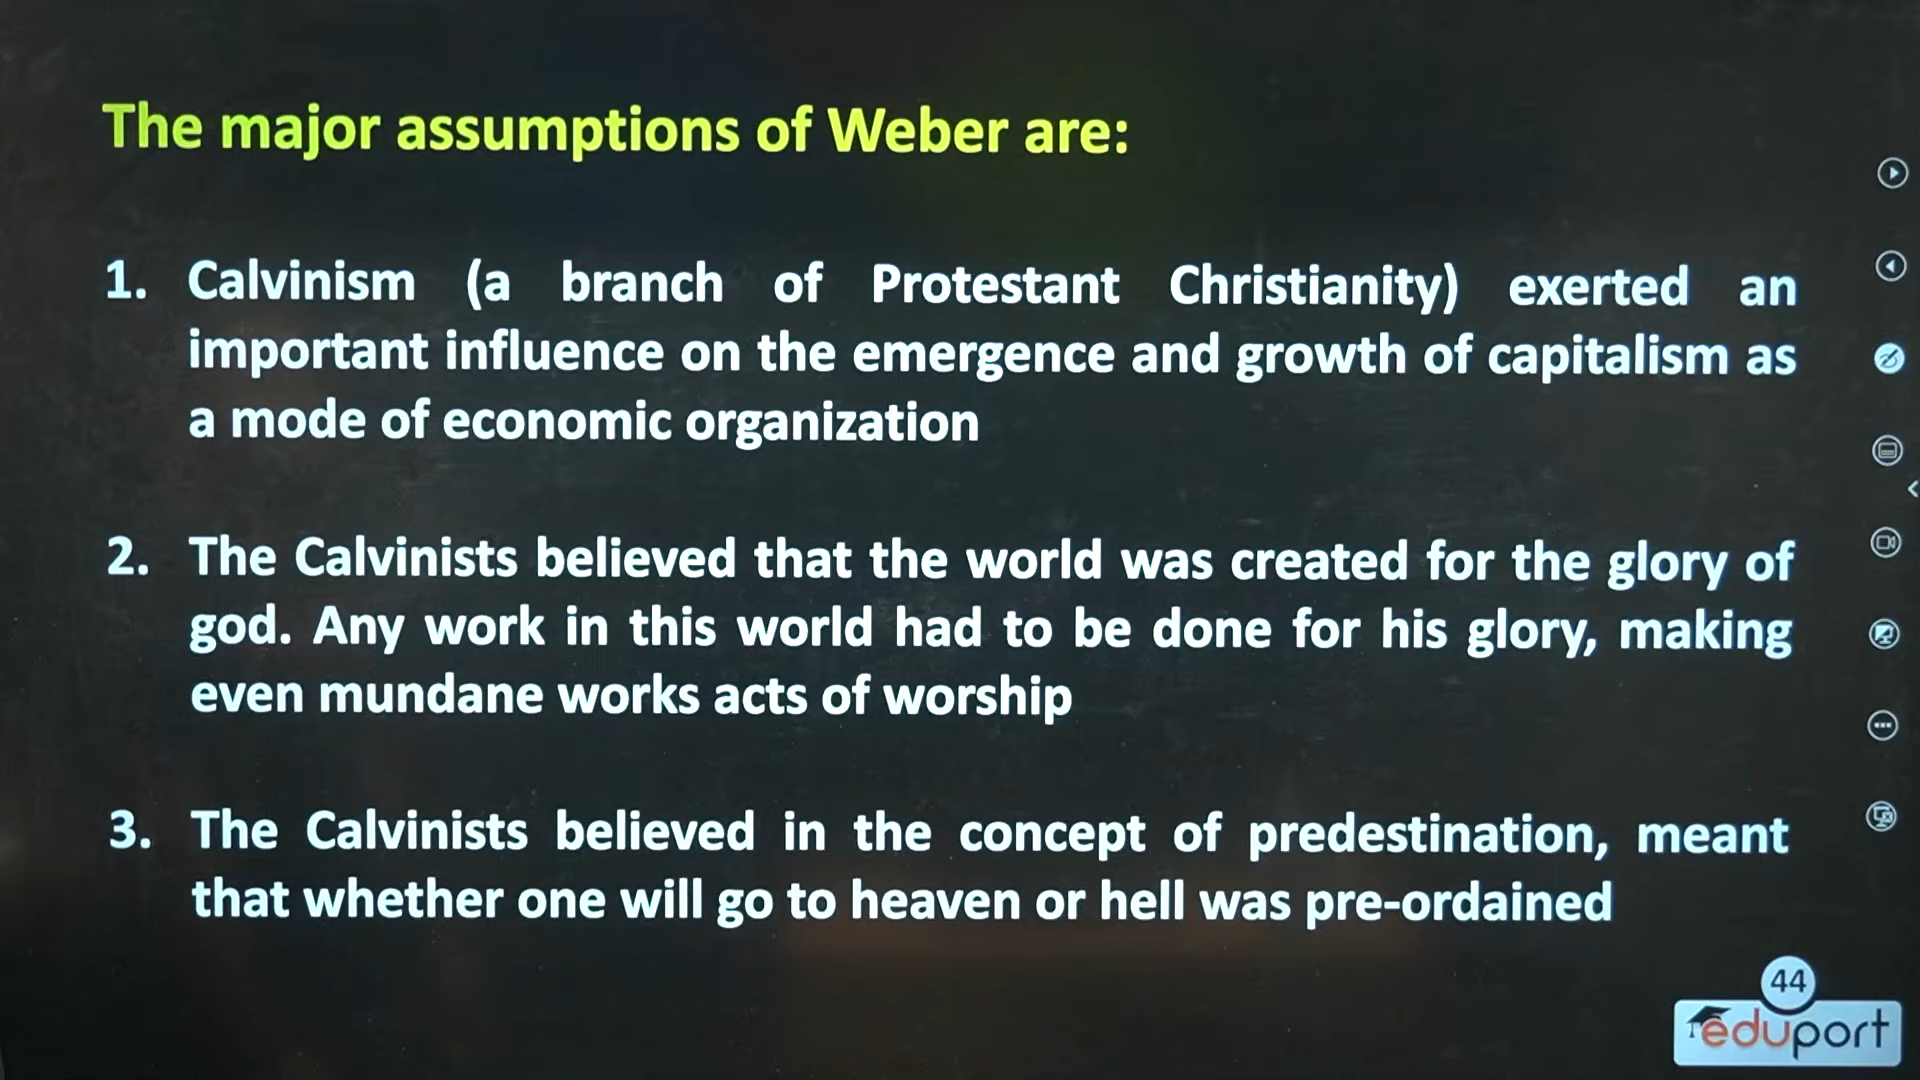 The major assumptions of Weber are:
1. Calvinism (a branch of Protestant Christianity) exerted an
important influence on the emergence and growth of capitalism as
a mode of economic organization
2. The Calvinists believed that the world was created for the glory of
god. Any work in this world had to be done for his glory, making
even mundane works acts of worship
3. The Calvinists believed in the concept of predestination, meant
that whether one will go to heaven or hell was pre-ordained
44
eduport